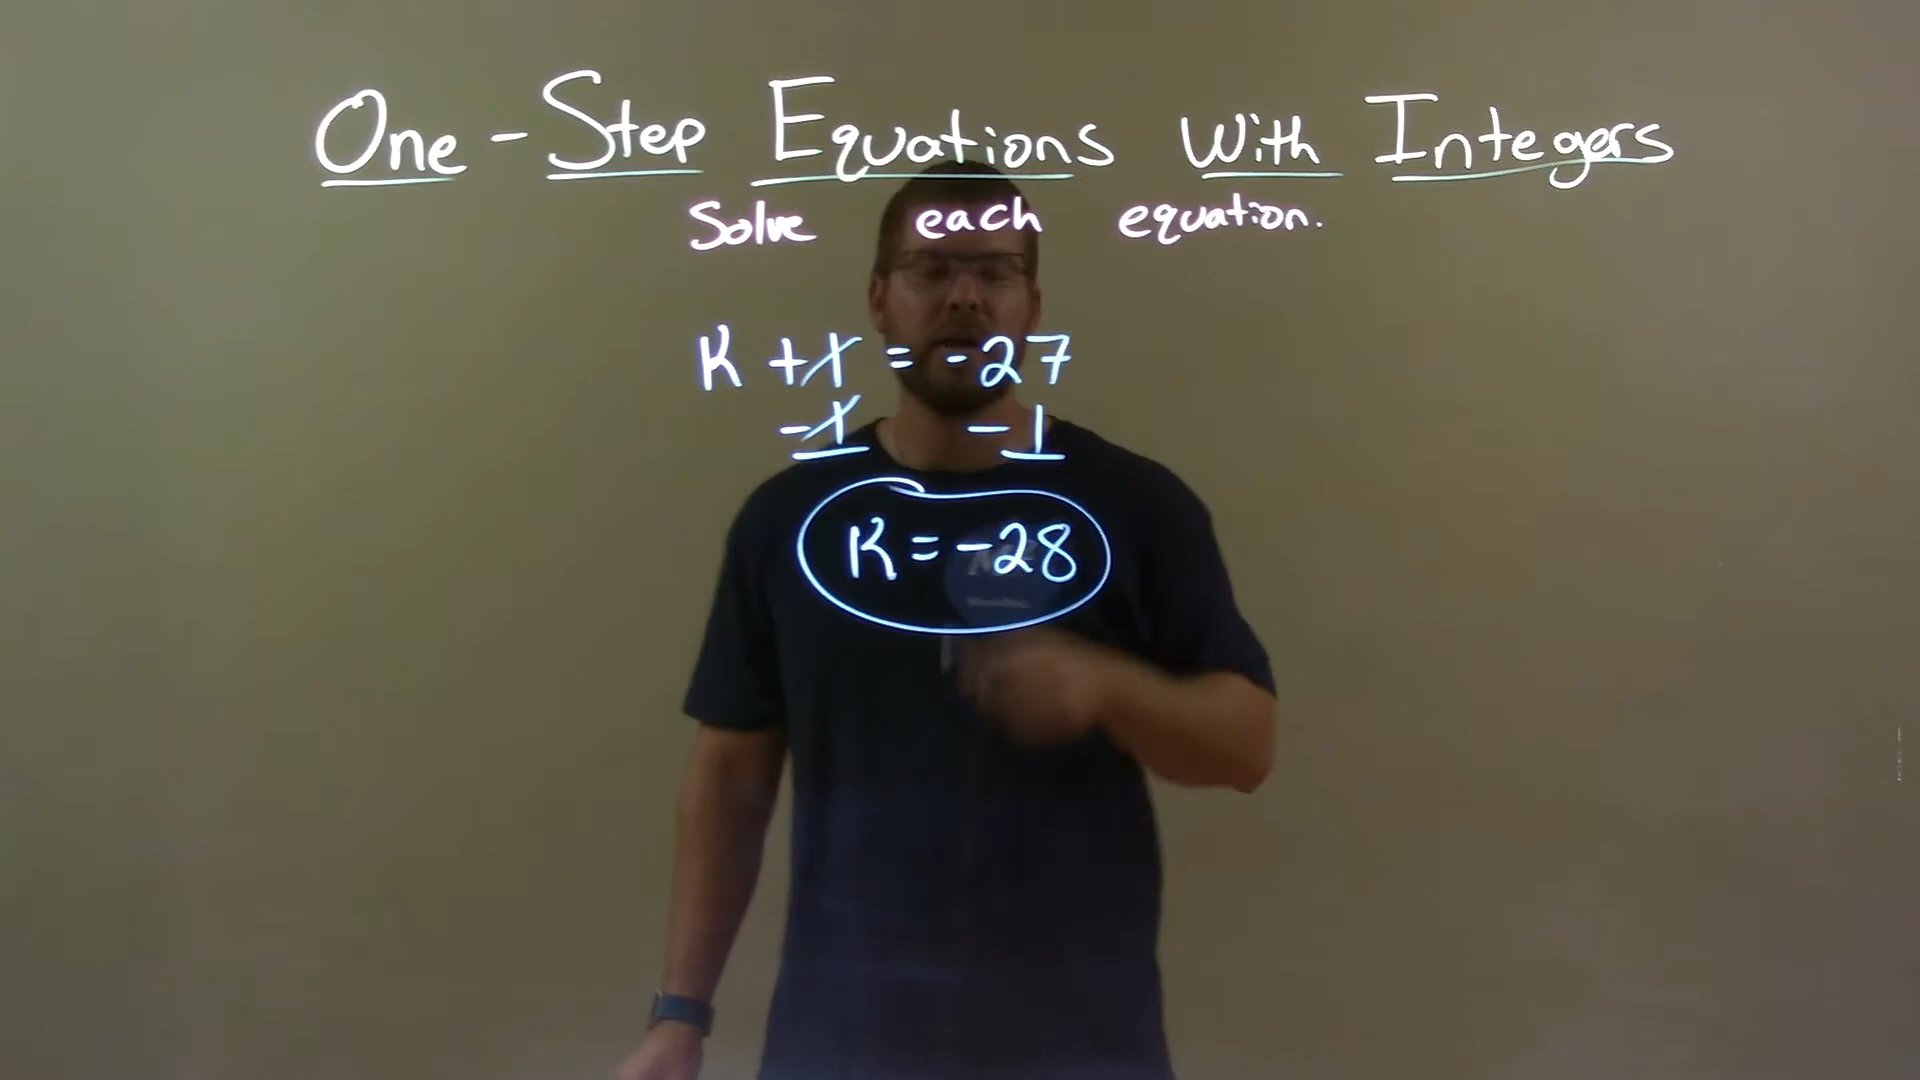 One-Step Equations With Integers
Solve each equation.
K + 1 = -27
-1 -1
K = -28